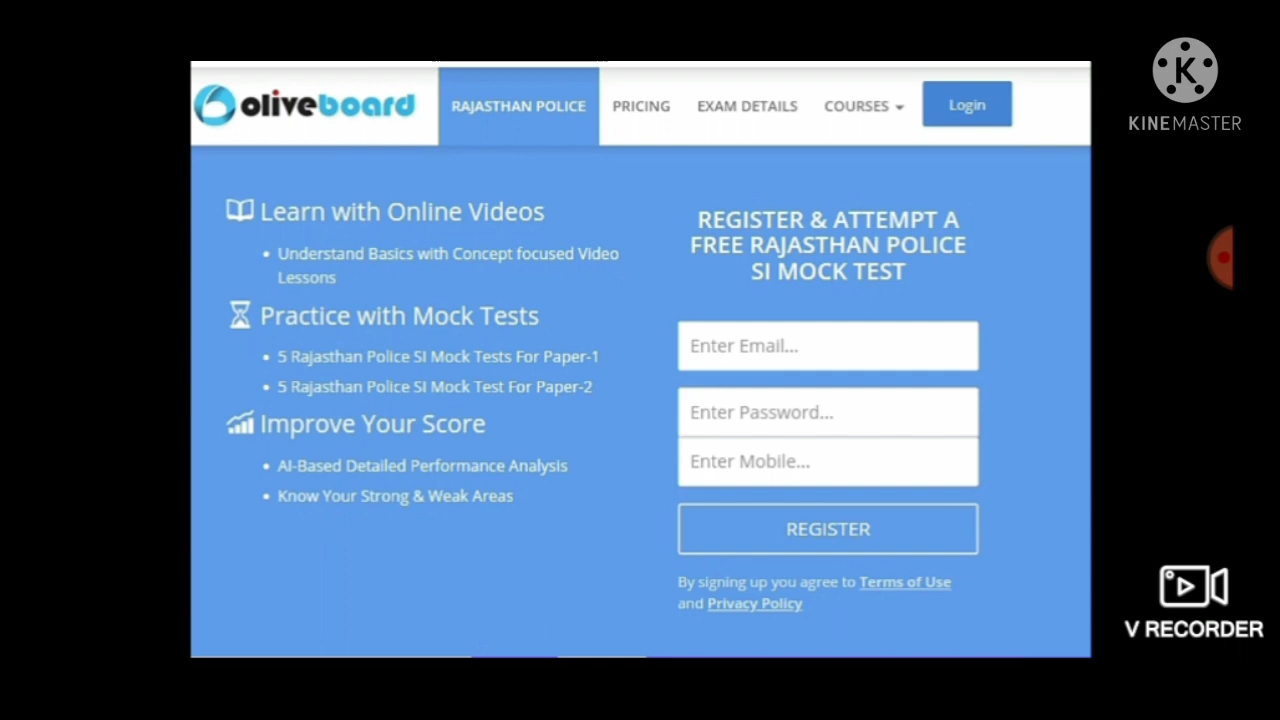 oliveboard
RAJASTHAN POLICE
PRICING
EXAM DETAILS
COURSES
Login
Learn with Online Videos
• Understand Basics with Concept focused Video
Lessons
Practice with Mock Tests
• 5 Rajasthan Police SI Mock Tests For Paper-1
• 5 Rajasthan Police SI Mock Test For Paper-2
Improve Your Score
• AI-Based Detailed Performance Analysis
• Know Your Strong & Weak Areas
REGISTER & ATTEMPT A
FREE RAJASTHAN POLICE
SI MOCK TEST
Enter Email...
Enter Password...
Enter Mobile...
REGISTER
By signing up you agree to Terms of Use
and Privacy Policy
K
KINEMASTER
V RECORDER